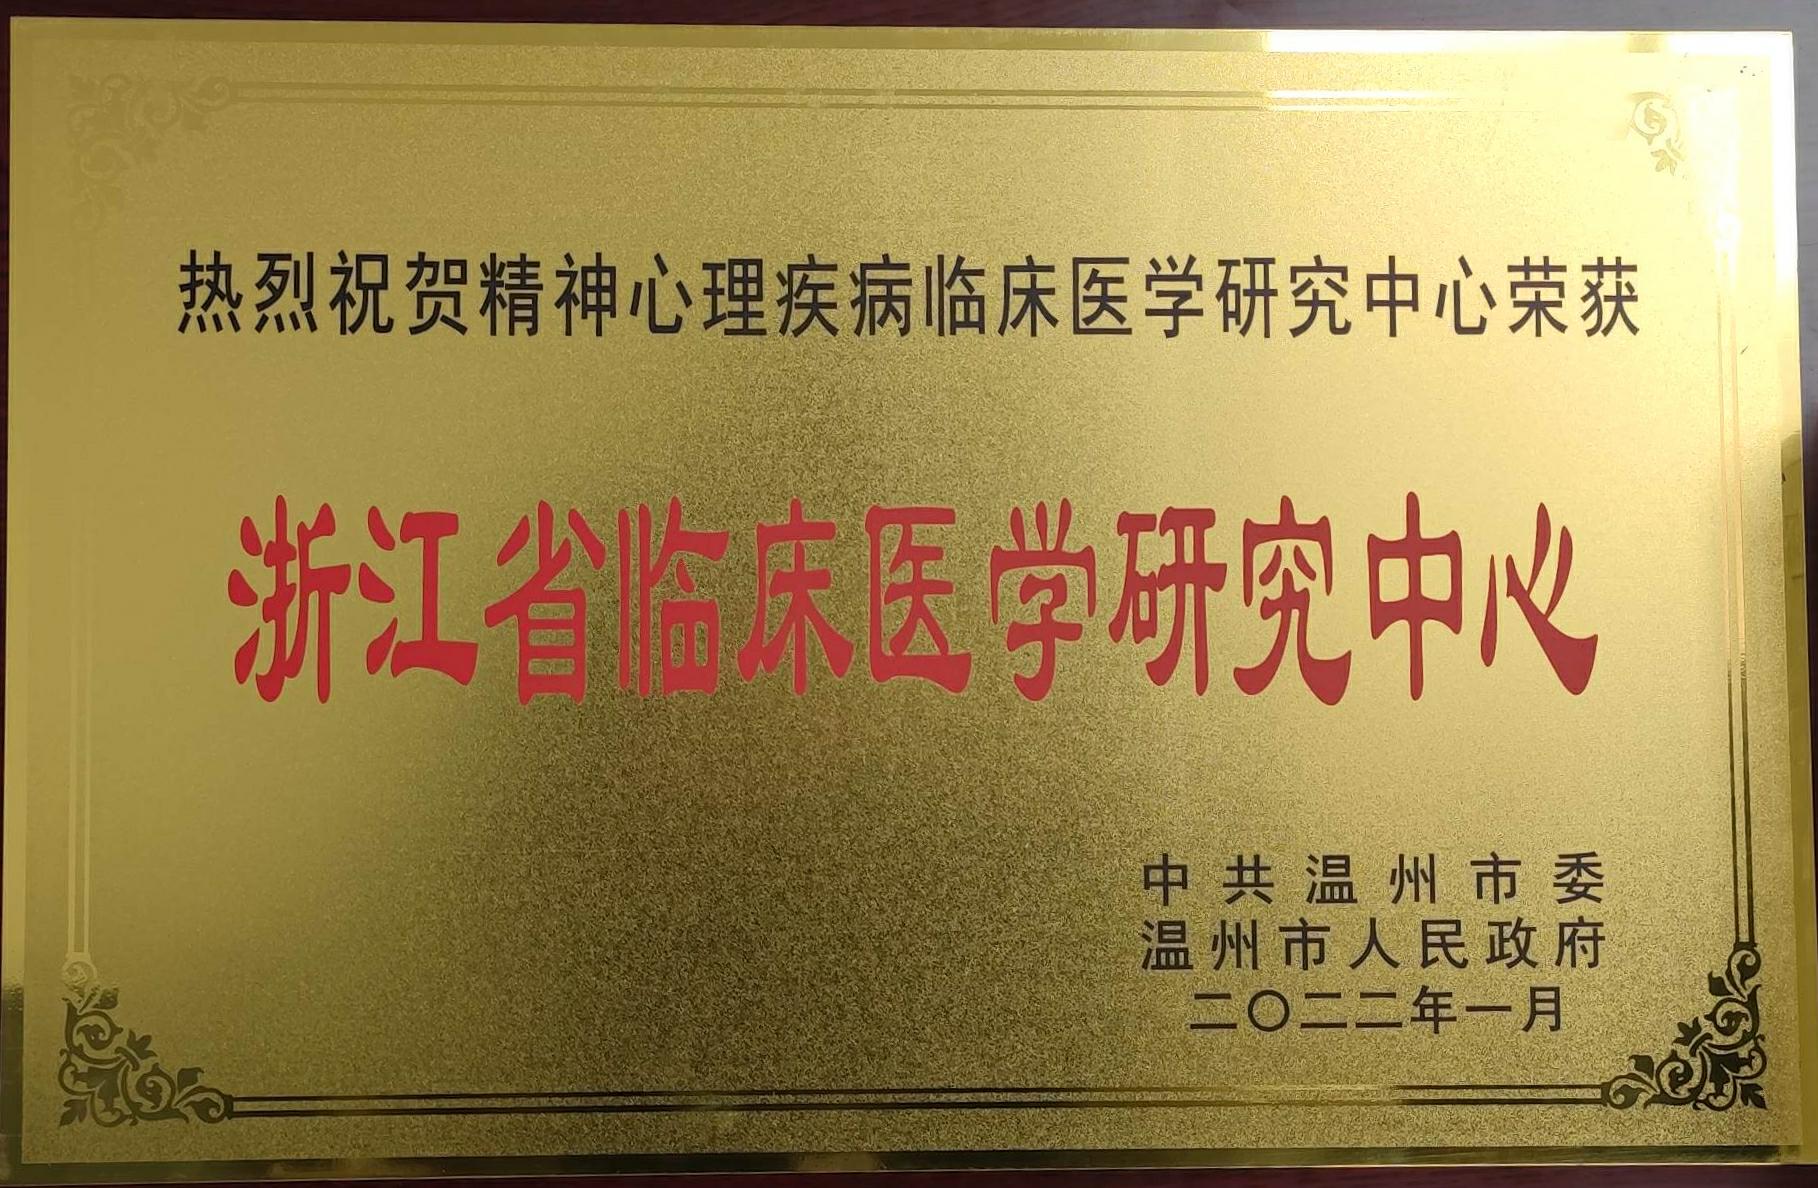 热烈祝贺精神心理疾病临床医学研究中心荣获
浙江省临床医学研究中心
中共温州市委
温州市人民政府
二〇二二年一月